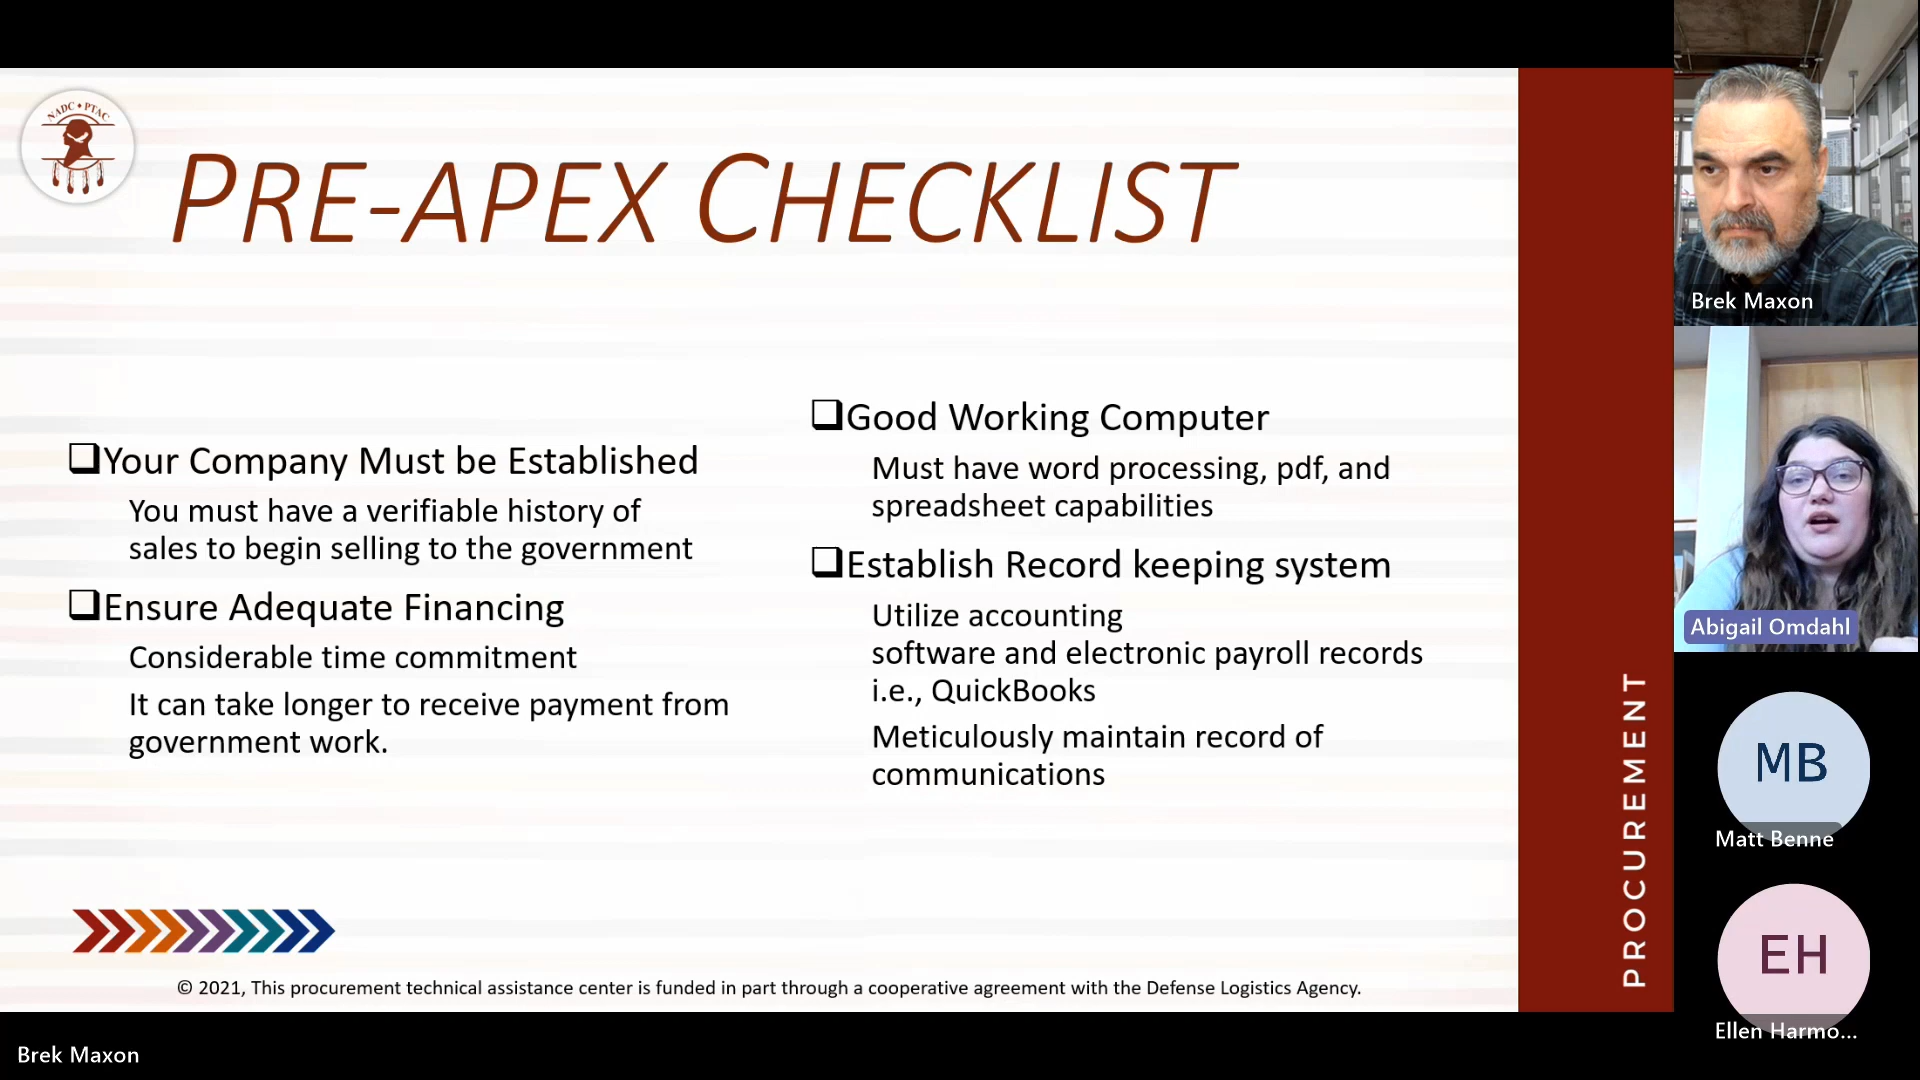 NADC • PTAC
PRE-APEX CHECKLIST
Your Company Must be Established
You must have a verifiable history of
sales to begin selling to the government
Ensure Adequate Financing
Considerable time commitment
It can take longer to receive payment from
government work.
Good Working Computer
Must have word processing, pdf, and
spreadsheet capabilities
Establish Record keeping system
Utilize accounting
software and electronic payroll records
i.e., QuickBooks
Meticulously maintain record of
communications
© 2021, This procurement technical assistance center is funded in part through a cooperative agreement with the Defense Logistics Agency.
PROCUREMENT
Brek Maxon
Abigail Omdahl
MB
Matt Benne
EH
Ellen Harmo...
Brek Maxon